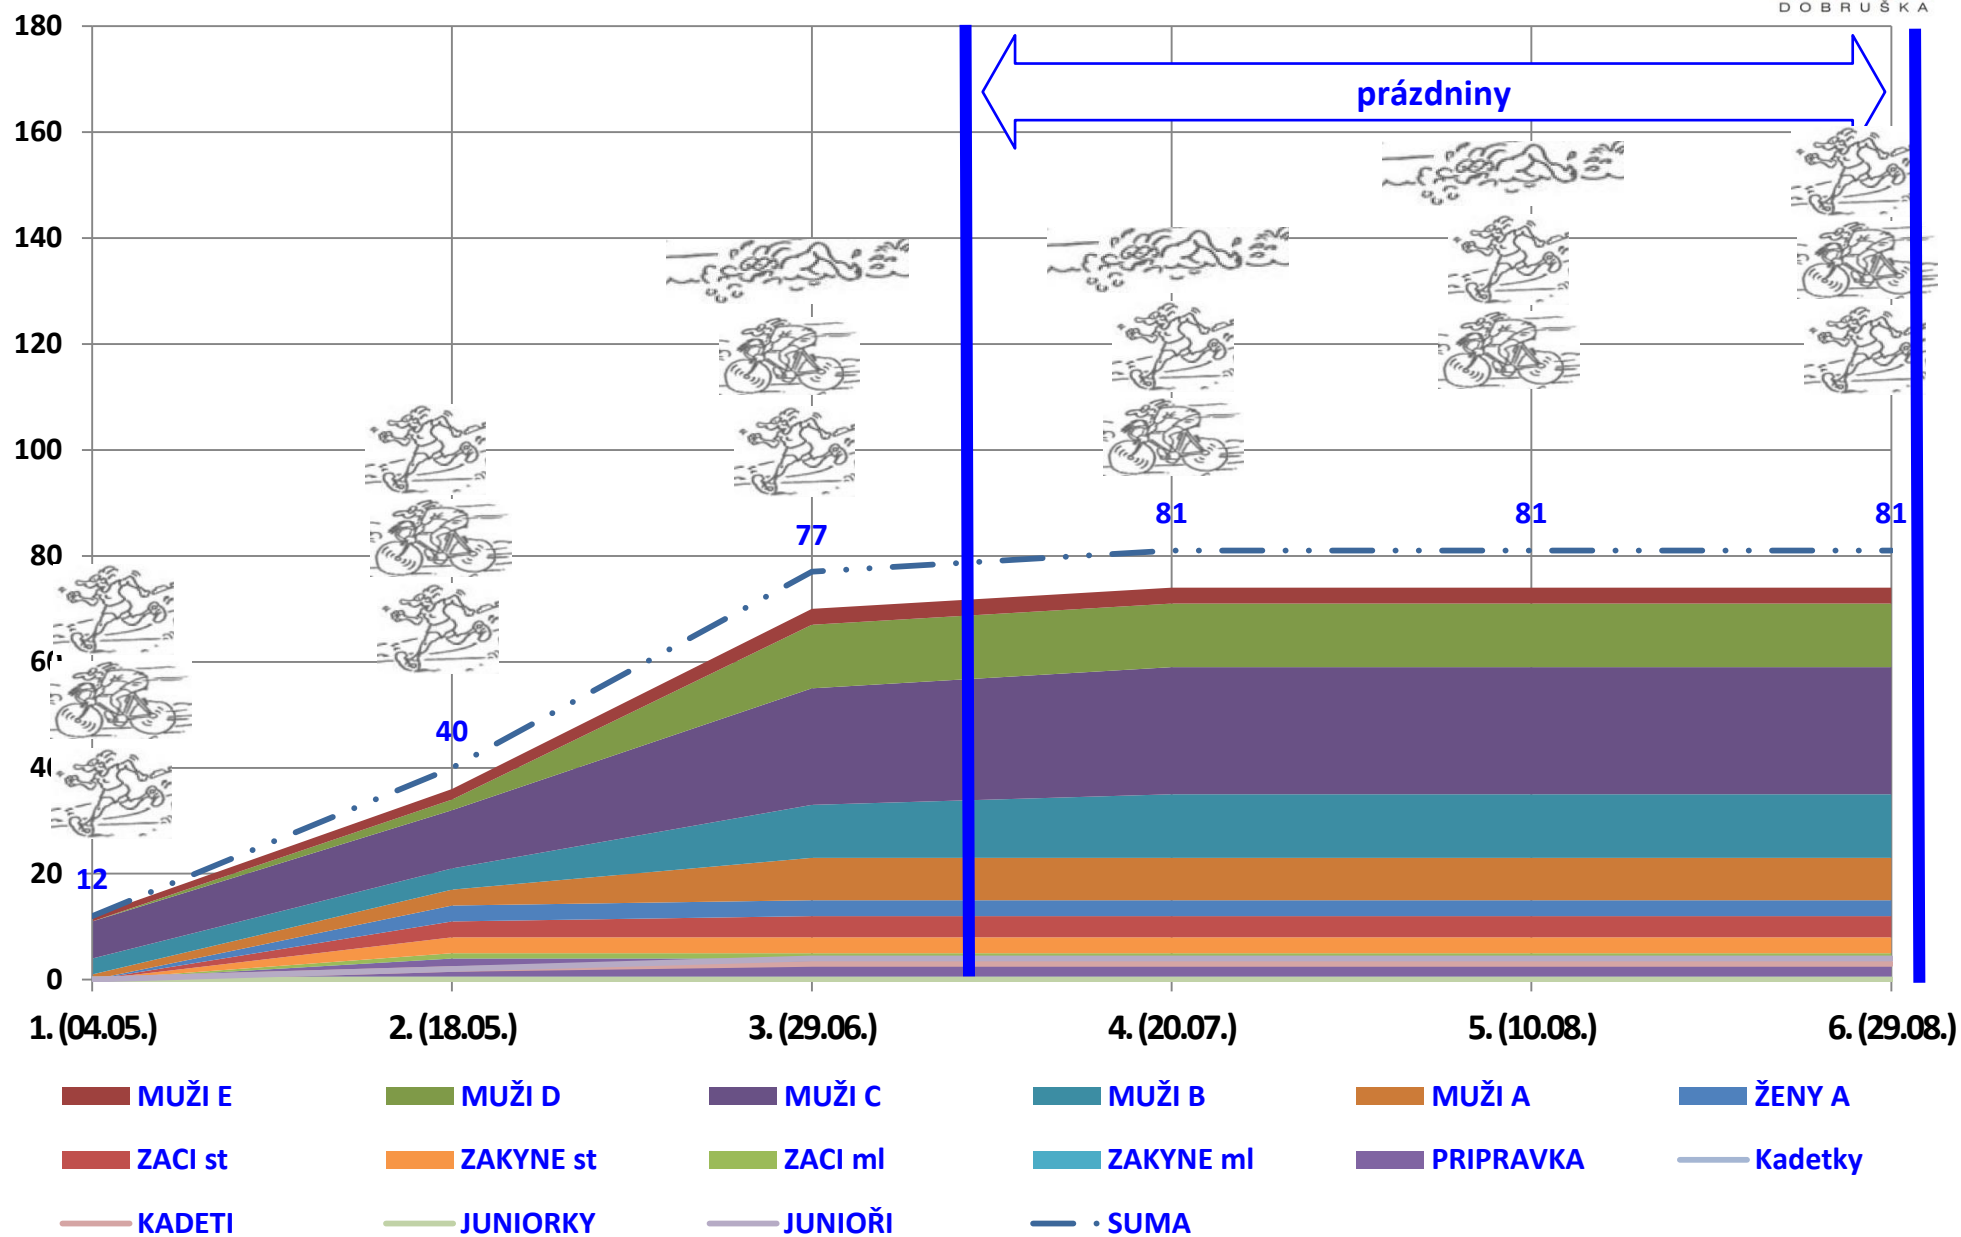 DOBRUŠKA
180
prázdniny
160
140
120
100
81
81
81
77
80
60
40
40
20
12
0
1. (04.05.)
2. (18.05.)
3. (29.06.)
4. (20.07.)
5. (10.08.)
6. (29.08.)
MUŽI E
MUŽI D
MUŽI C
MUŽI B
MUŽI A
ŽENY A
ZACI st
ZAKYNE st
ZACI ml
ZAKYNE ml
PRIPRAVKA
Kadetky
KADETI
JUNIORKY
JUNIOŘI
SUMA